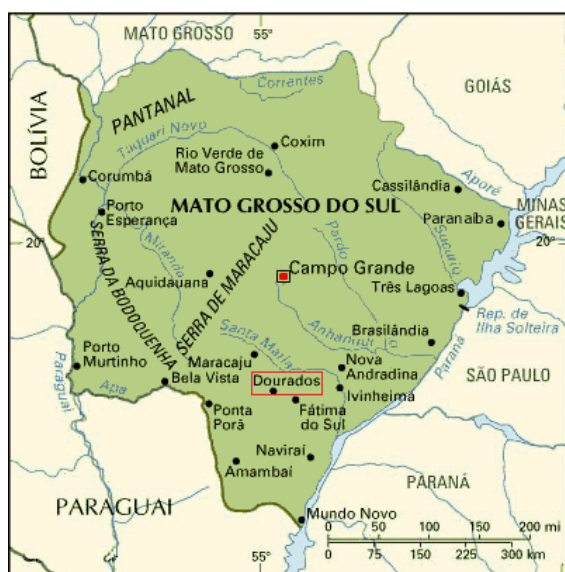 MATO GROSSO
55°
GOIÁS
BOLÍVIA
PANTANAL
Correntes
Taquari Novo
Coxim
Rio Verde de
Mato Grosso
Corumbá
Cassilândia
Aporé
MINAS
GERAIS
Porto
Esperança
MATO GROSSO DO SUL
Paranaíba
20°
20°
SERRA DA BODOQUENHA
Miranda
SERRE DE MARACAJU
Pardo
Sucuriú
Aquidauana
Campo Grande
Três Lagoas
Rep. de
Ilha Solteira
Santa Maria
Anhanduí
Brasilândia
Paraná
Porto
Murtinho
Maracaju
Nova
Andradina
SÃO PAULO
Paraguai
Apa
Bela Vista
Dourados
Ivinheima
Ponta
Porã
Fátima
do Sul
Naviraí
Amambaí
PARANÁ
PARAGUAI
Mundo Novo
0 50 100 150 200 mi
0 75 150 225 300 km
55°